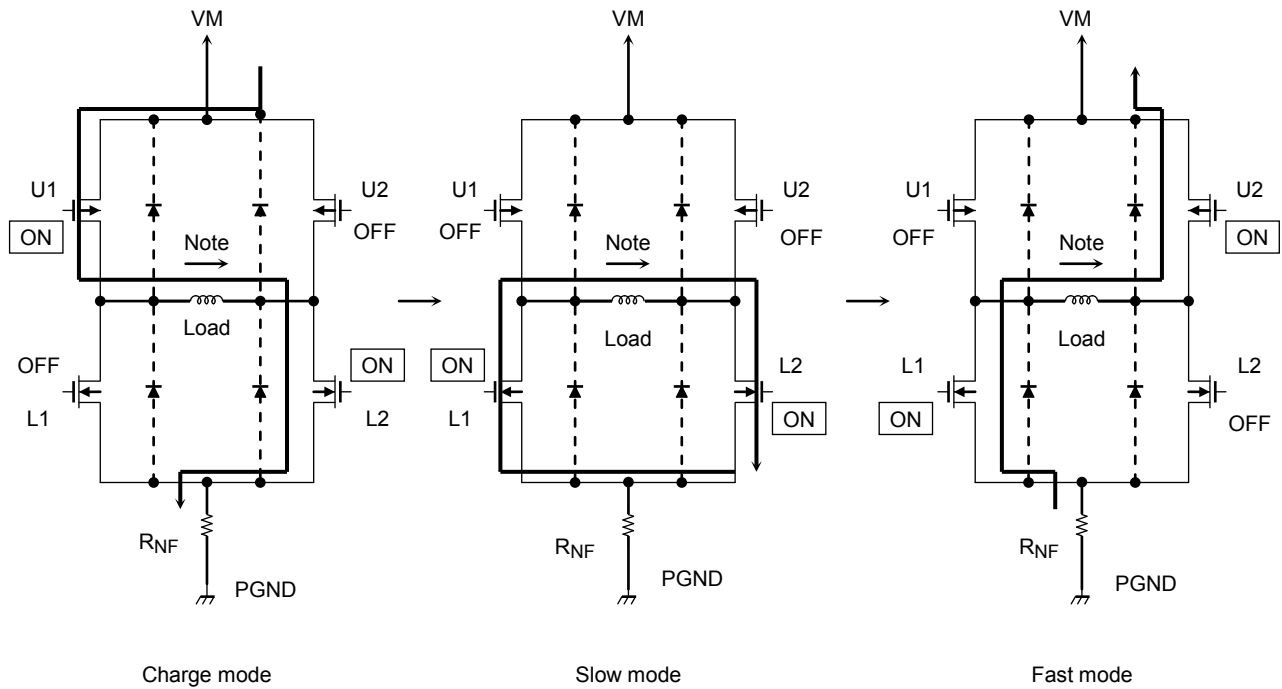 VM
U1
ON
U2
OFF
Note
Load
OFF
L1
ON
L2
RNF
PGND
Charge mode
U1
OFF
U2
OFF
Note
Load
ON
L1
L2
ON
RNF
PGND
Slow mode
VM
U1
OFF
U2
ON
Note
Load
L1
ON
L2
OFF
RNF
PGND
Fast mode